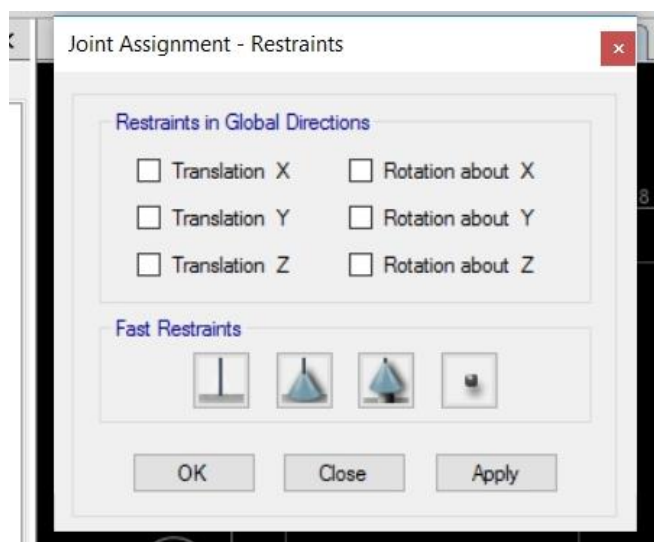 Joint Assignment - Restraints
Restraints in Global Directions
Translation X Rotation about X
Translation Y Rotation about Y
Translation Z Rotation about Z
8
Fast Restraints
OK Close Apply